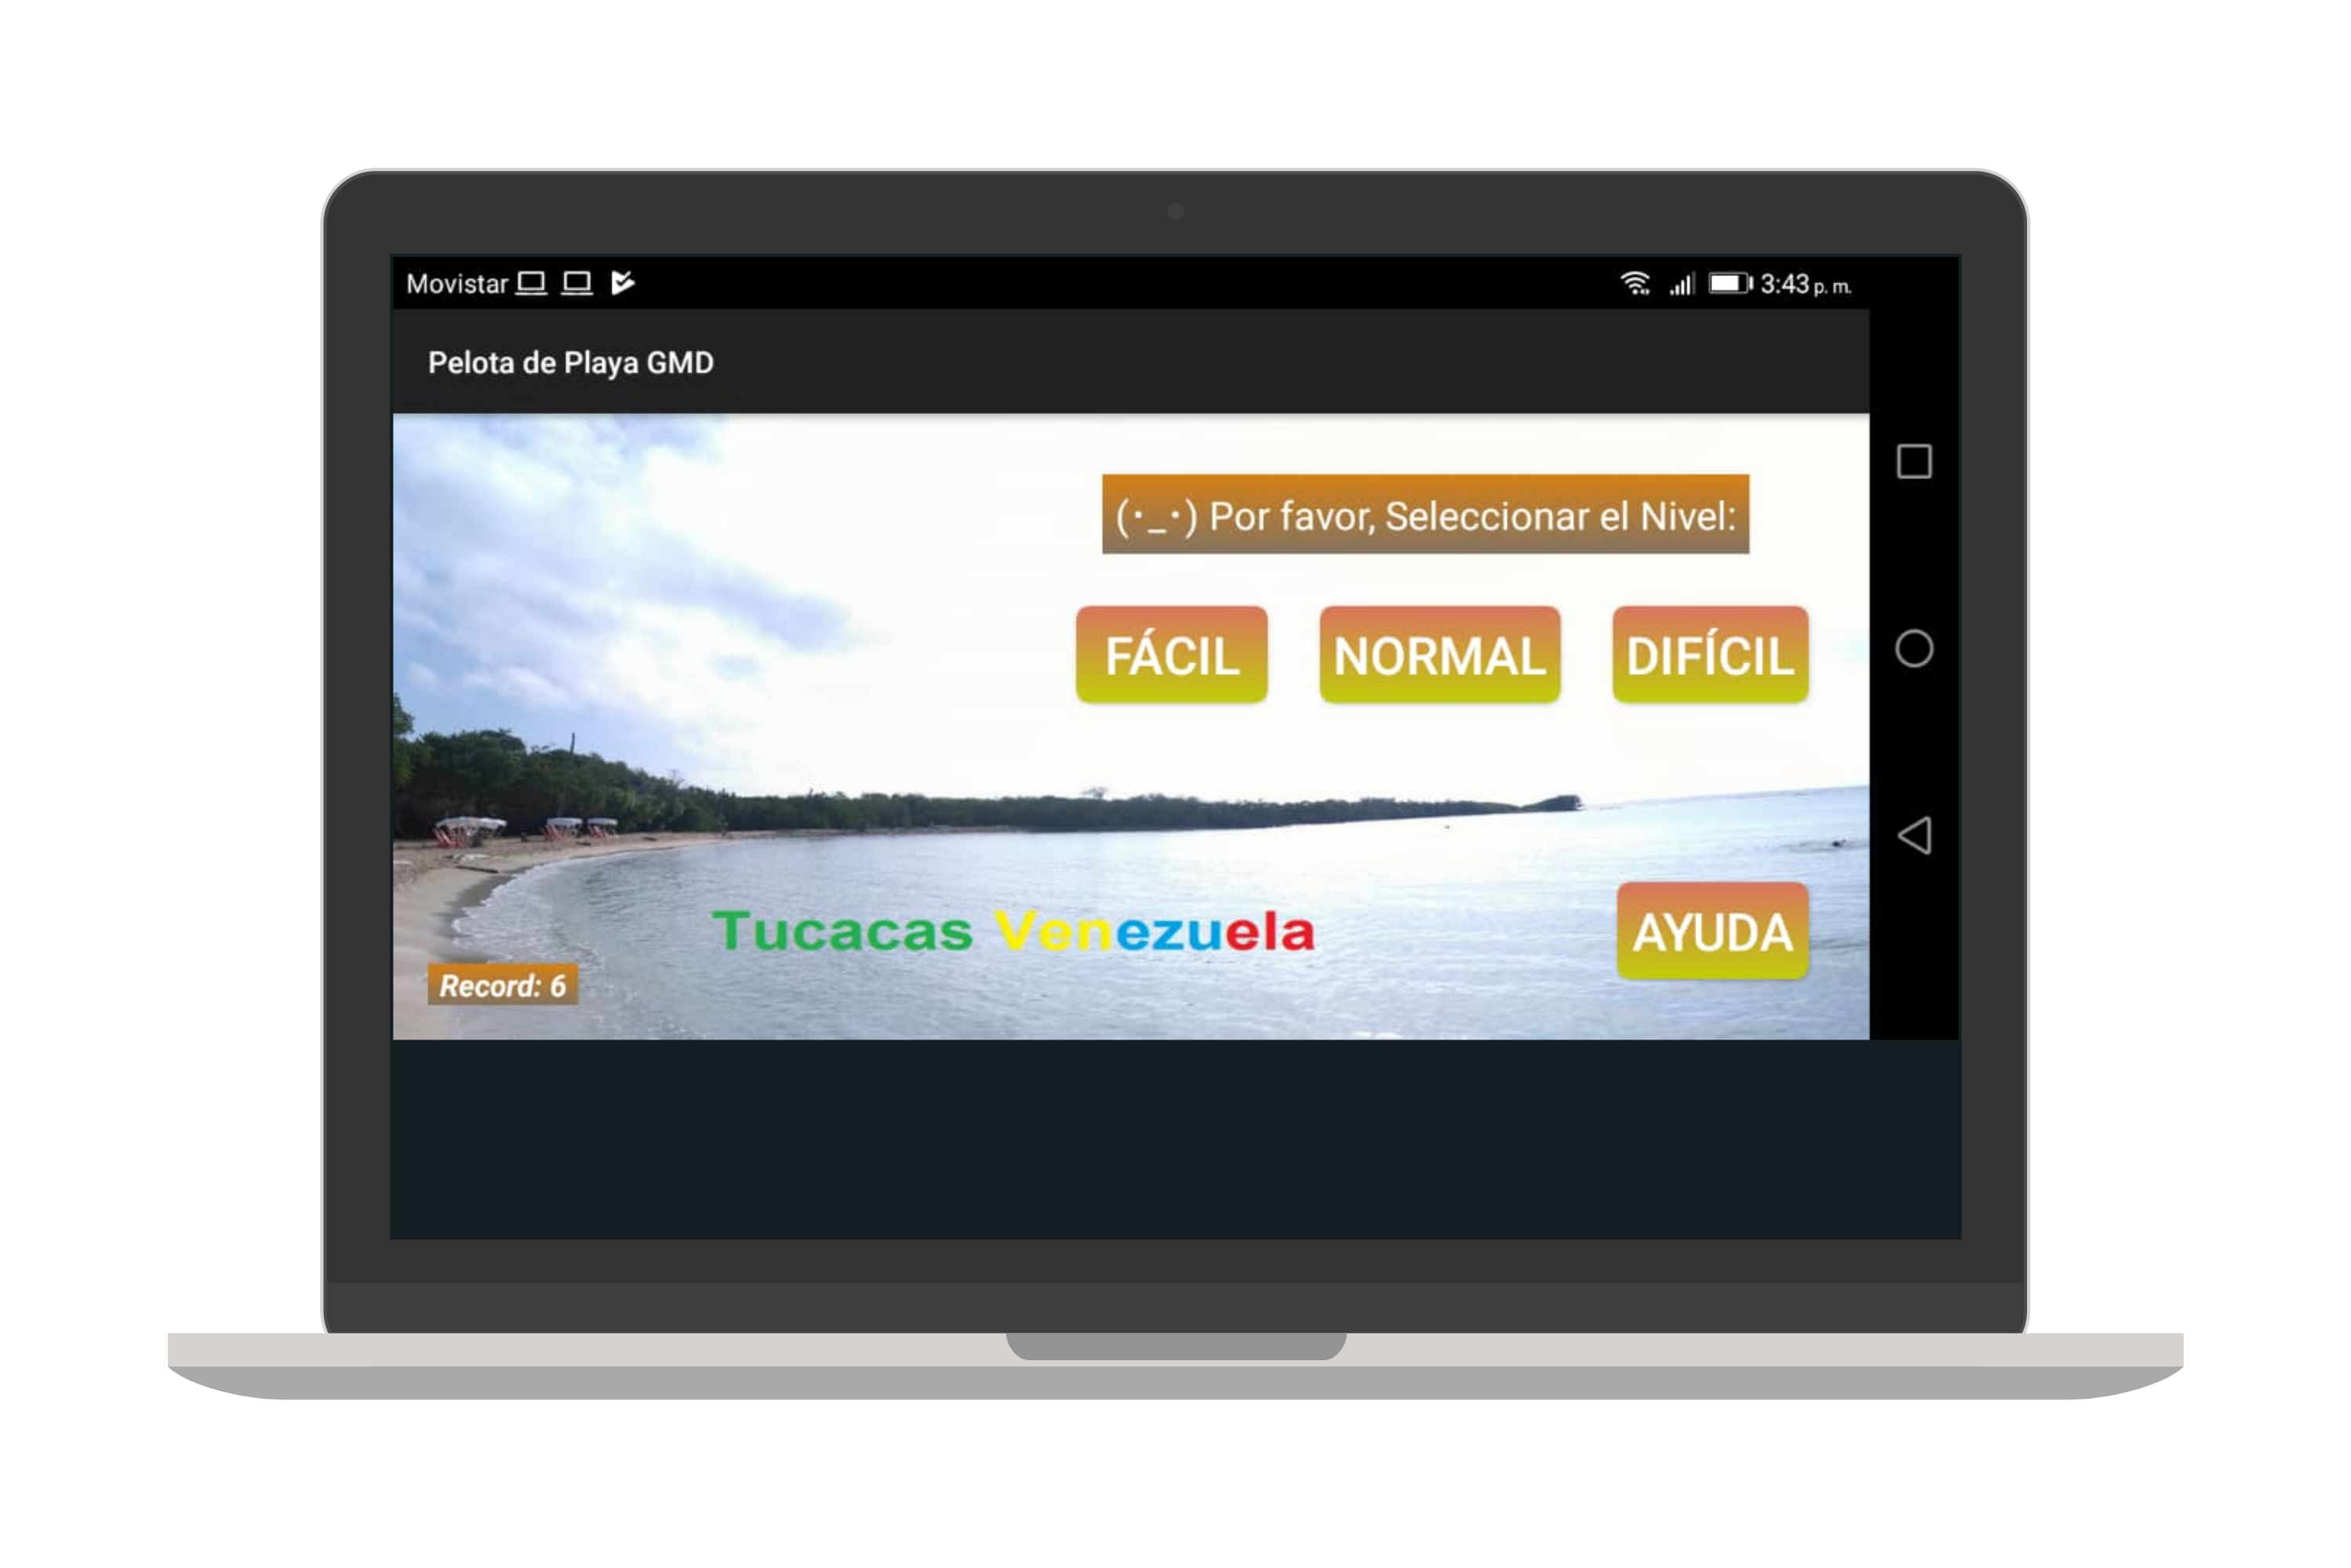 Movistar 3:43 p. m.
Pelota de Playa GMD
(·_·) Por favor, Seleccionar el Nivel:
FÁCIL NORMAL DIFÍCIL
Tucacas Venezuela
AYUDA
Record: 6